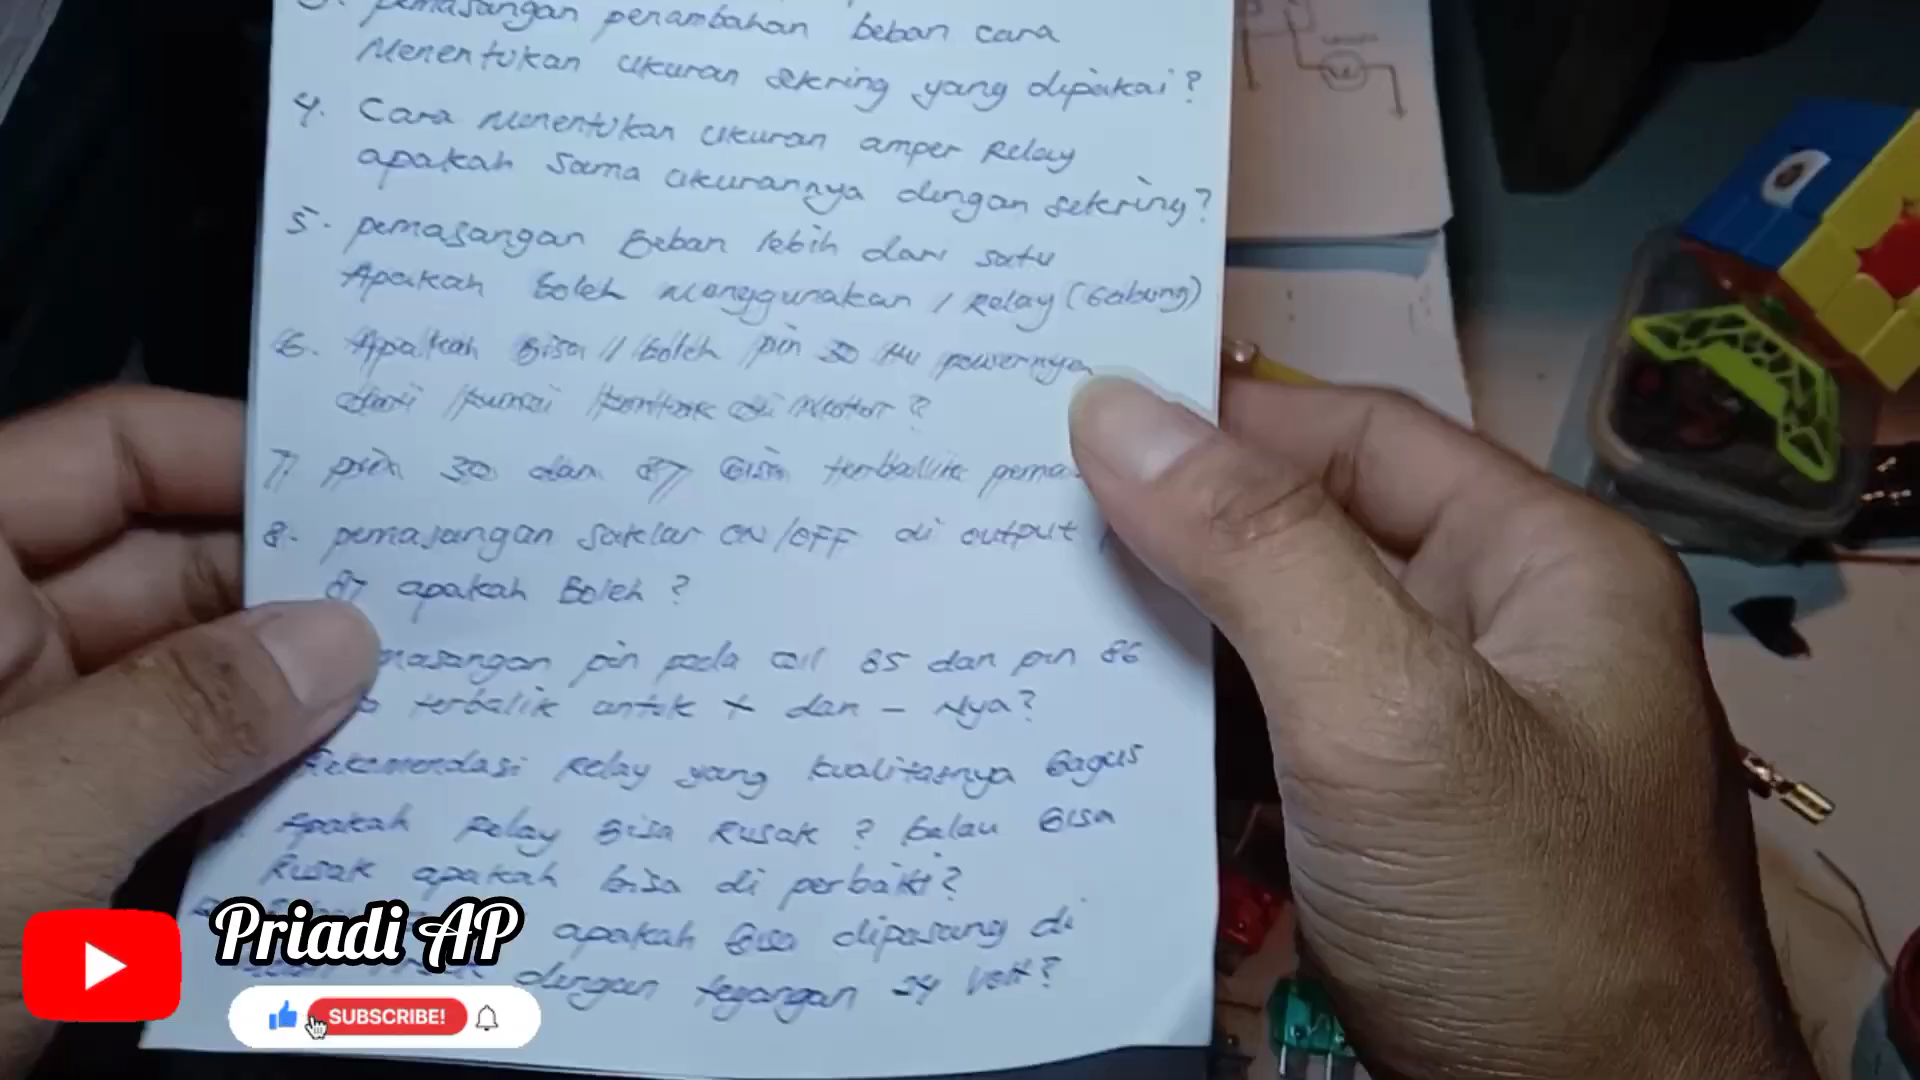 3. pemasangan penambahan beban cara
Menentukan ukuran sekring yang dipakai?
4. Cara Menentukan ukuran amper Relay
apakah sama ukurannya dengan sekring?
5. pemasangan Beban lebih dari satu
Apakah boleh menggunakan 1 Relay (Gabung)
6. Apakah Bisa / boleh pin 30 itu powernya
dari kunci kontak di Motor?
7. pin 30 dan 87 Bisa terbalik
8. pemasangan saklar ON/OFF di output
87 apakah Boleh?
masangan pin pada coil 85 dan pin 86
terbalik untuk + dan - Nya?
Rekomendasi Relay yang kualitasnya Bagus
Apakah Relay Bisa Rusak? kalau Bisa
Rusak apakah bisa di perbaiki?
apakah Bisa dipasang di
dengan tegangan 24 Volt?
Priadi AP
SUBSCRIBE!